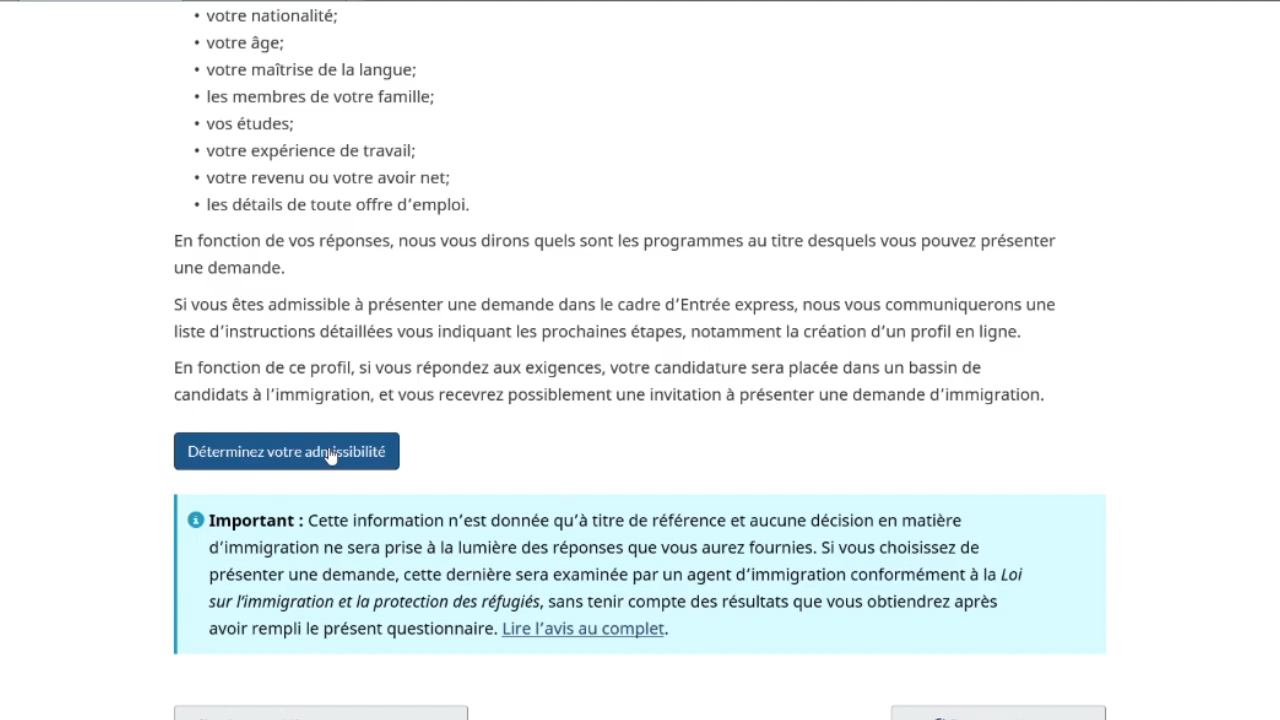 • votre nationalité;
• votre âge;
• votre maîtrise de la langue;
• les membres de votre famille;
• vos études;
• votre expérience de travail;
• votre revenu ou votre avoir net;
• les détails de toute offre d’emploi.
En fonction de vos réponses, nous vous dirons quels sont les programmes au titre desquels vous pouvez présenter
une demande.
Si vous êtes admissible à présenter une demande dans le cadre d’Entrée express, nous vous communiquerons une
liste d’instructions détaillées vous indiquant les prochaines étapes, notamment la création d’un profil en ligne.
En fonction de ce profil, si vous répondez aux exigences, votre candidature sera placée dans un bassin de
candidats à l’immigration, et vous recevrez possiblement une invitation à présenter une demande d’immigration.
Déterminez votre admissibilité
Important : Cette information n’est donnée qu’à titre de référence et aucune décision en matière
d’immigration ne sera prise à la lumière des réponses que vous aurez fournies. Si vous choisissez de
présenter une demande, cette dernière sera examinée par un agent d’immigration conformément à la Loi
sur l’immigration et la protection des réfugiés, sans tenir compte des résultats que vous obtiendrez après
avoir rempli le présent questionnaire. Lire l’avis au complet.